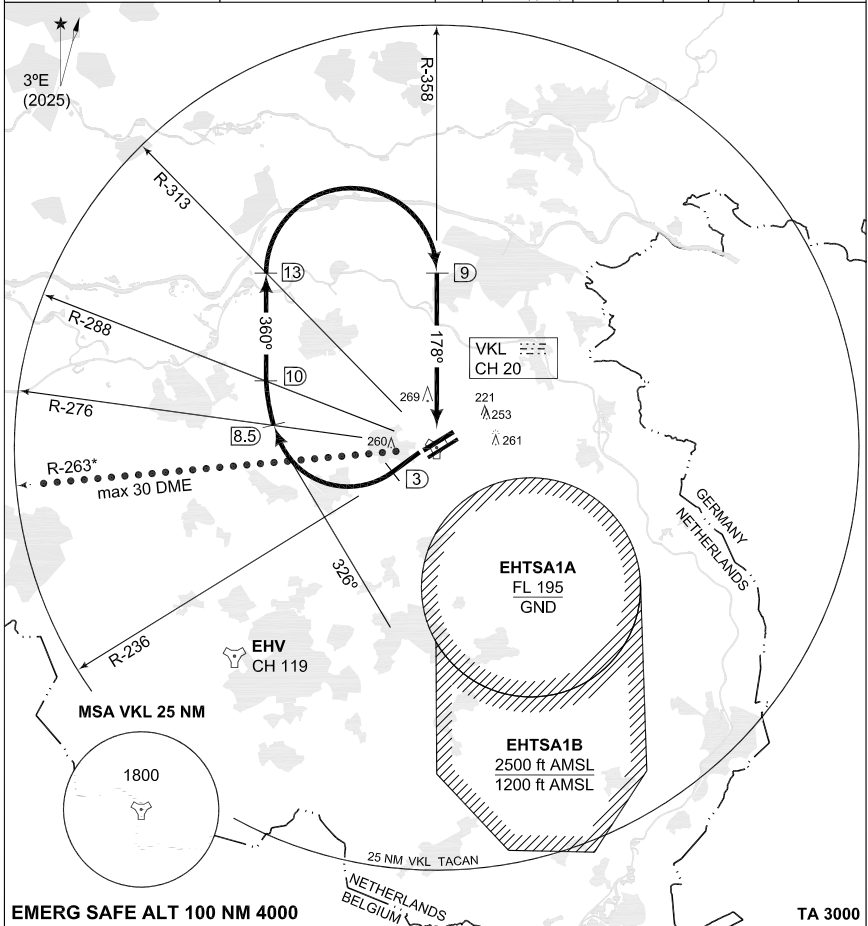 3ºE
(2025)
R-358
R-313
13
9
R-288
360º
178º
VKL
CH 20
10
R-276
269
221
253
8.5
260
261
R-263*
max 30 DME
3
GERMANY
NETHERLANDS
EHTSA1A
FL 195
GND
326º
R-236
EHV
CH 119
MSA VKL 25 NM
1800
EHTSA1B
2500 ft AMSL
1200 ft AMSL
25 NM VKL TACAN
NETHERLANDS
BELGIUM
EMERG SAFE ALT 100 NM 4000
TA 3000